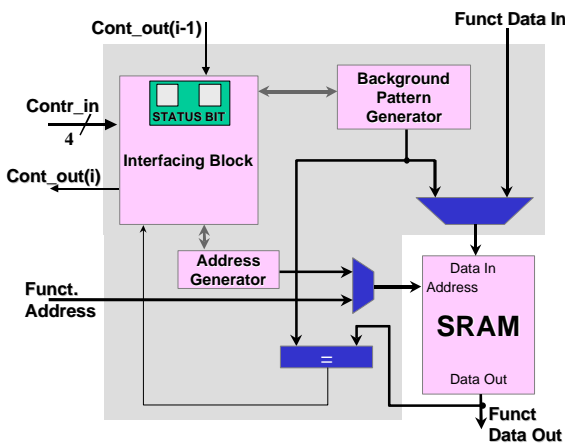 Funct Data In
Cont_out(i-1)
Background
Pattern
Generator
Contr_in
4
STATUS BIT
Interfacing Block
Cont_out(i)
Address
Generator
Data In
Funct.
Address
Address
SRAM
=
Data Out
Funct
Data Out